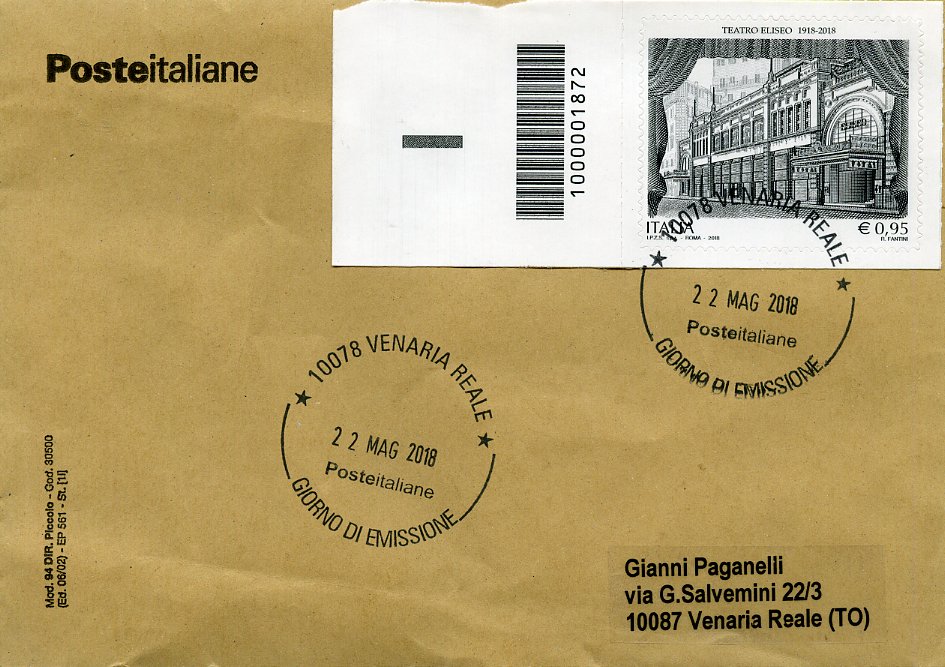 Posteitaliane
1000001872
TEATRO ELISEO 1918-2018
ELISEO
ITALIA
€ 0,95
I.P.Z.S. - ROMA - 2018
R. FANTINI
10078 VENARIA REALE
22 MAG 2018
Posteitaliane
GIORNO DI EMISSIONE
10078 VENARIA REALE
22 MAG 2018
Posteitaliane
GIORNO DI EMISSIONE
Mod. 94 DIR. Piccolo - Cod. 30500
(Ed. 06/02) - EP 561 - St. [1I]
Gianni Paganelli
via G.Salvemini 22/3
10087 Venaria Reale (TO)